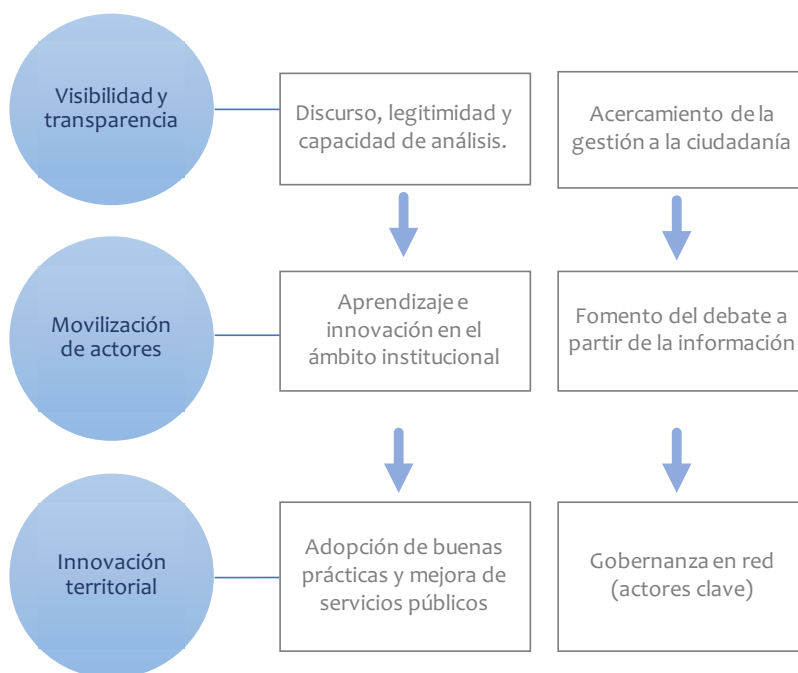 Visibilidad y
transparencia
Discurso, legitimidad y
capacidad de análisis.
Acercamiento de la
gestión a la ciudadanía
Movilización
de actores
Aprendizaje e
innovación en el
ámbito institucional
Fomento del debate a
partir de la información
Innovación
territorial
Adopción de buenas
prácticas y mejora de
servicios públicos
Gobernanza en red
(actores clave)